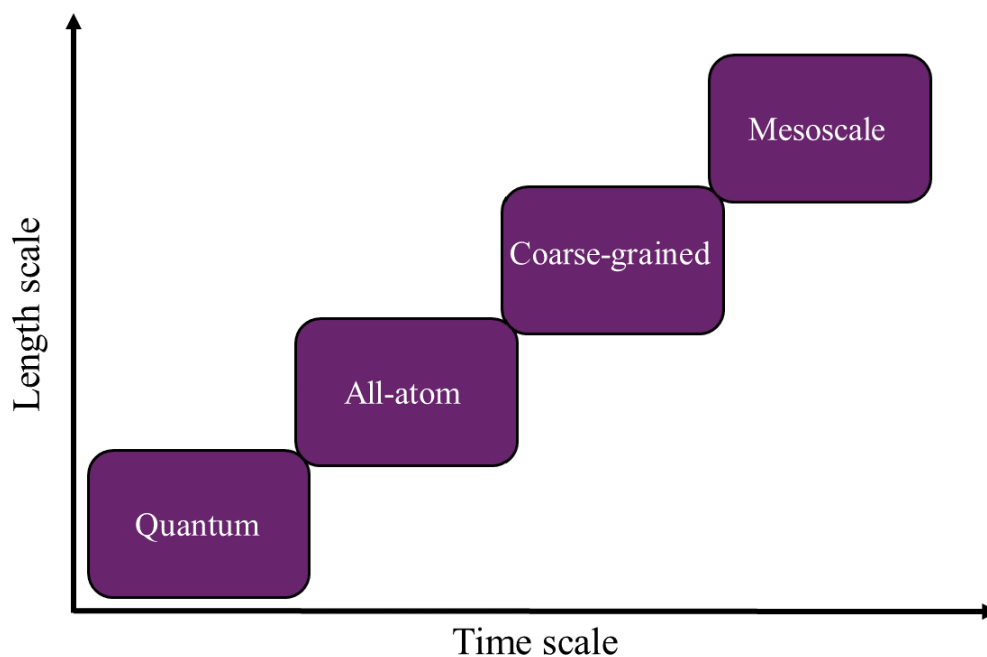 Mesoscale
Coarse-grained
All-atom
Quantum
Length scale
Time scale